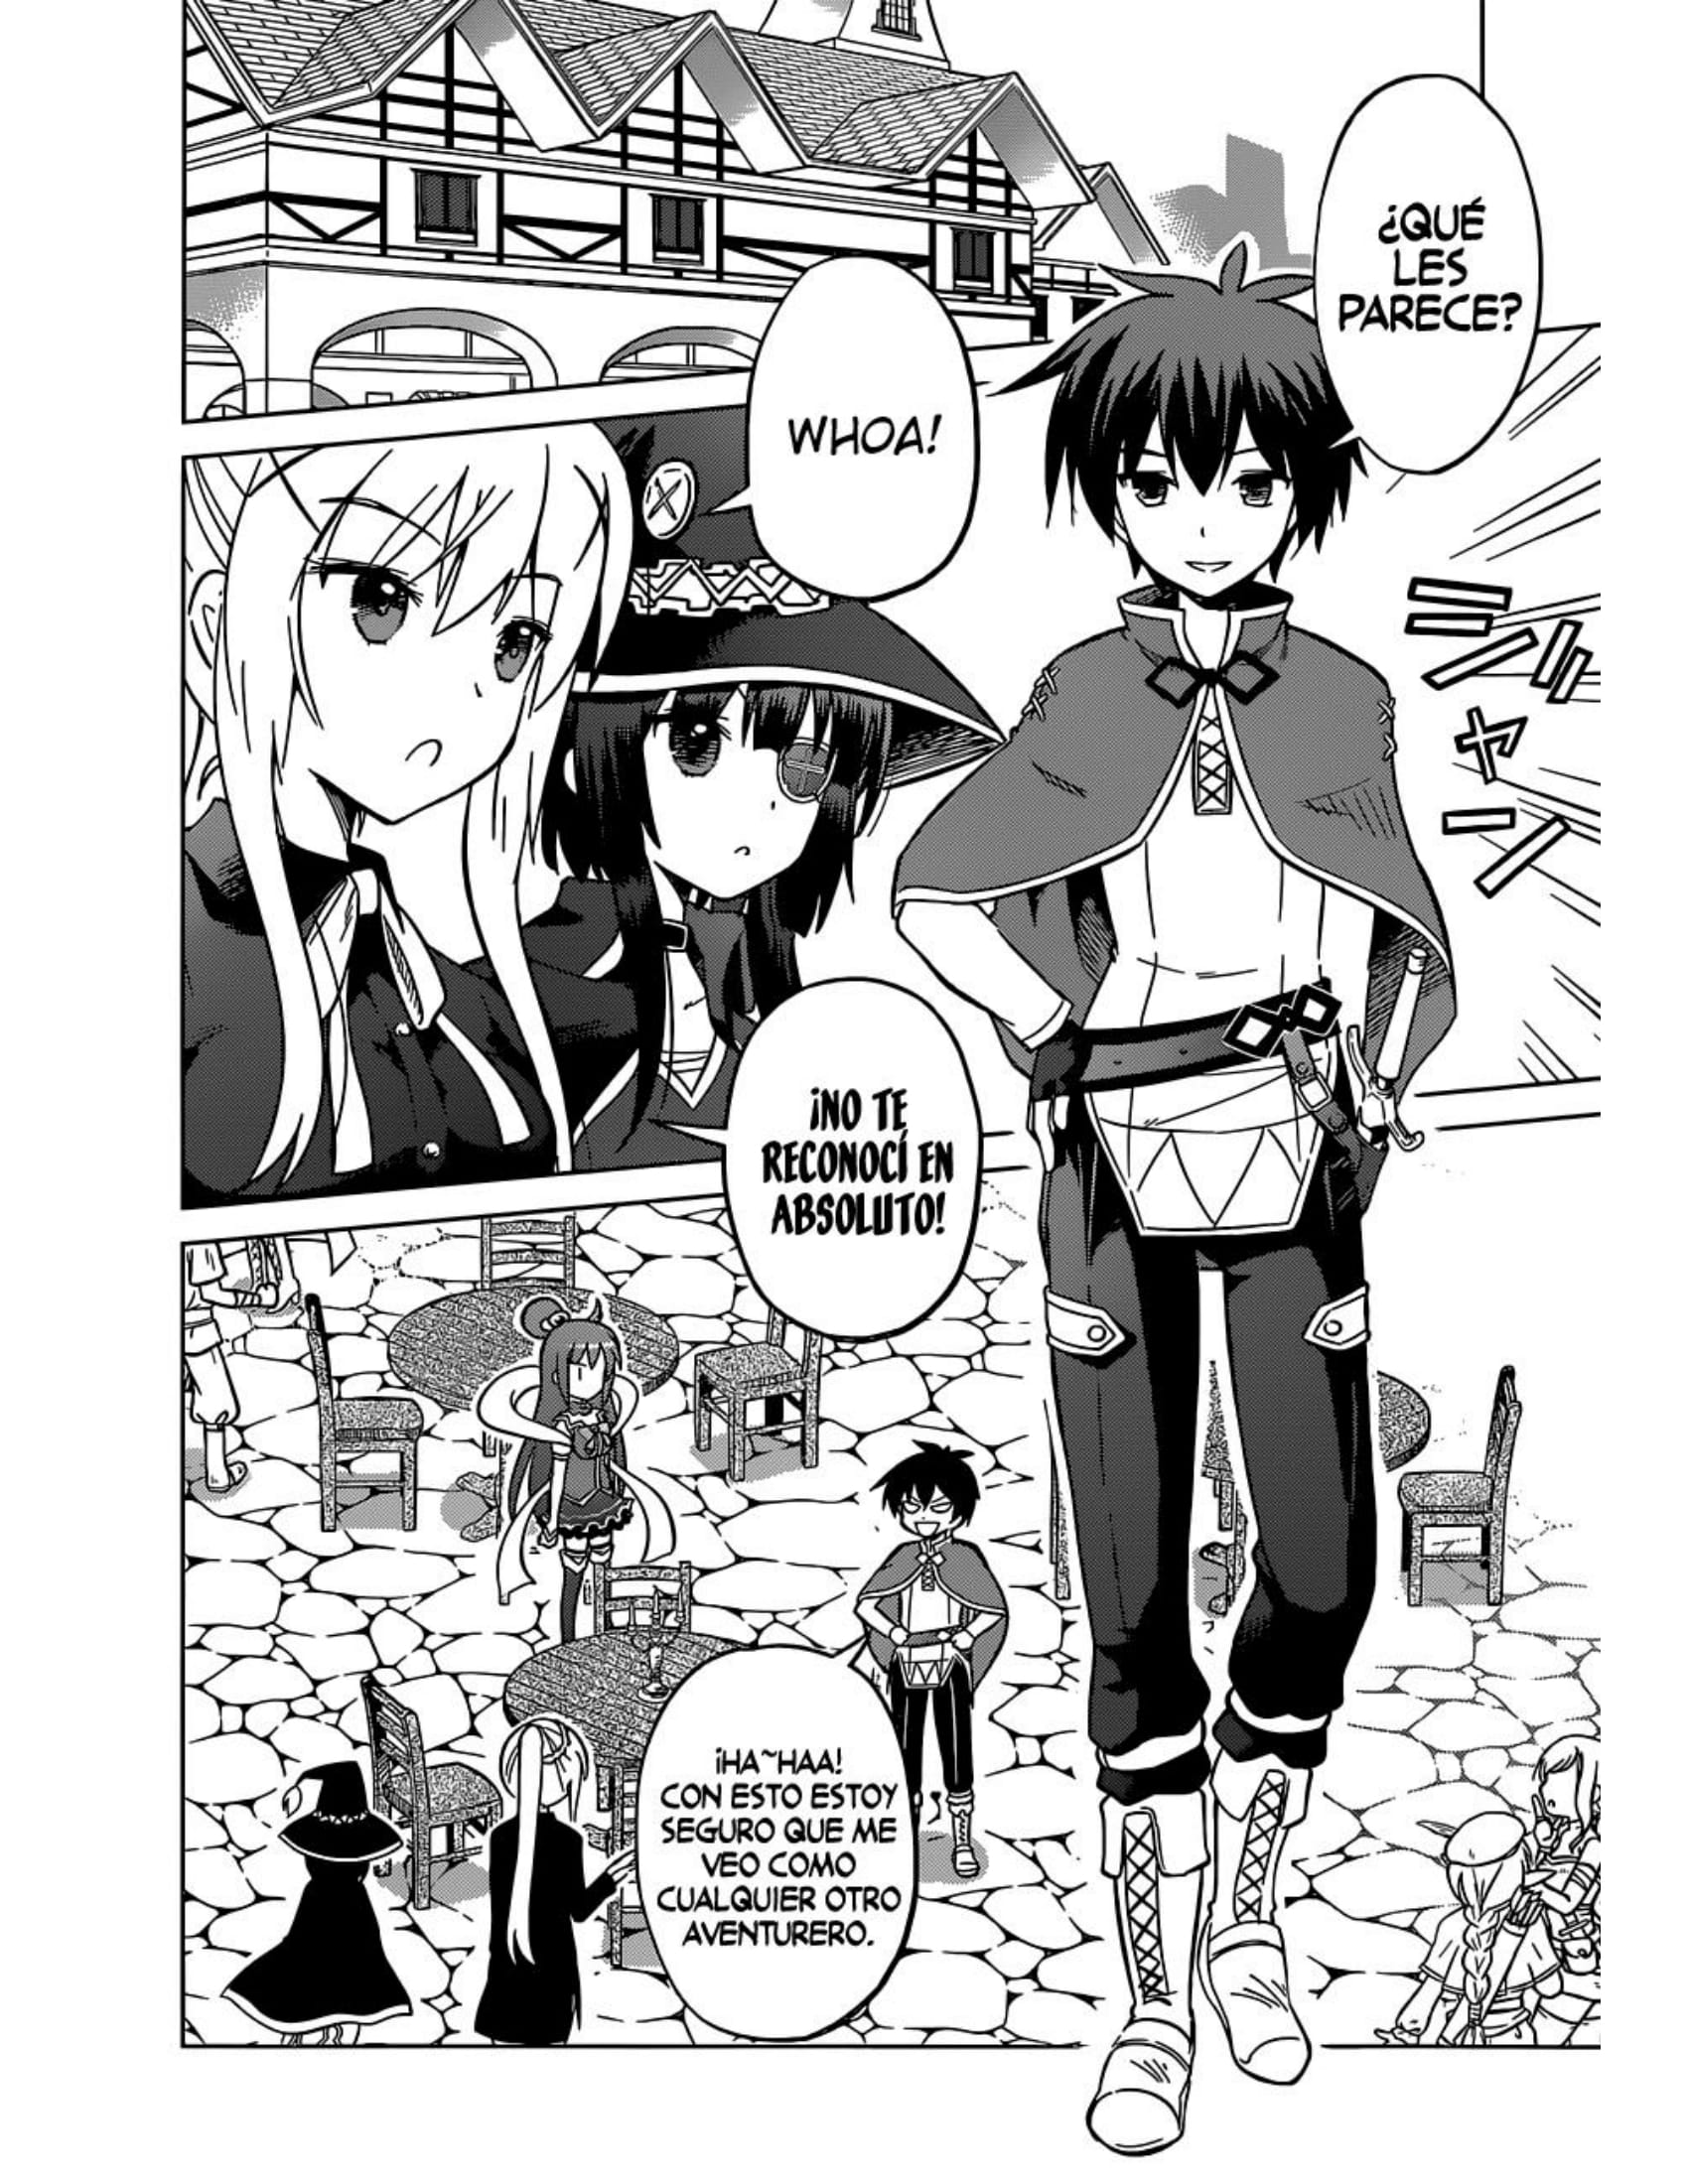 ¿QUÉ
LES
PARECE?
ジャーン
WHOA!
¡NO TE
RECONOCÍ EN
ABSOLUTO!
¡HA~HAA!
CON ESTO ESTOY
SEGURO QUE ME
VEO COMO
CUALQUIER OTRO
AVENTURERO.